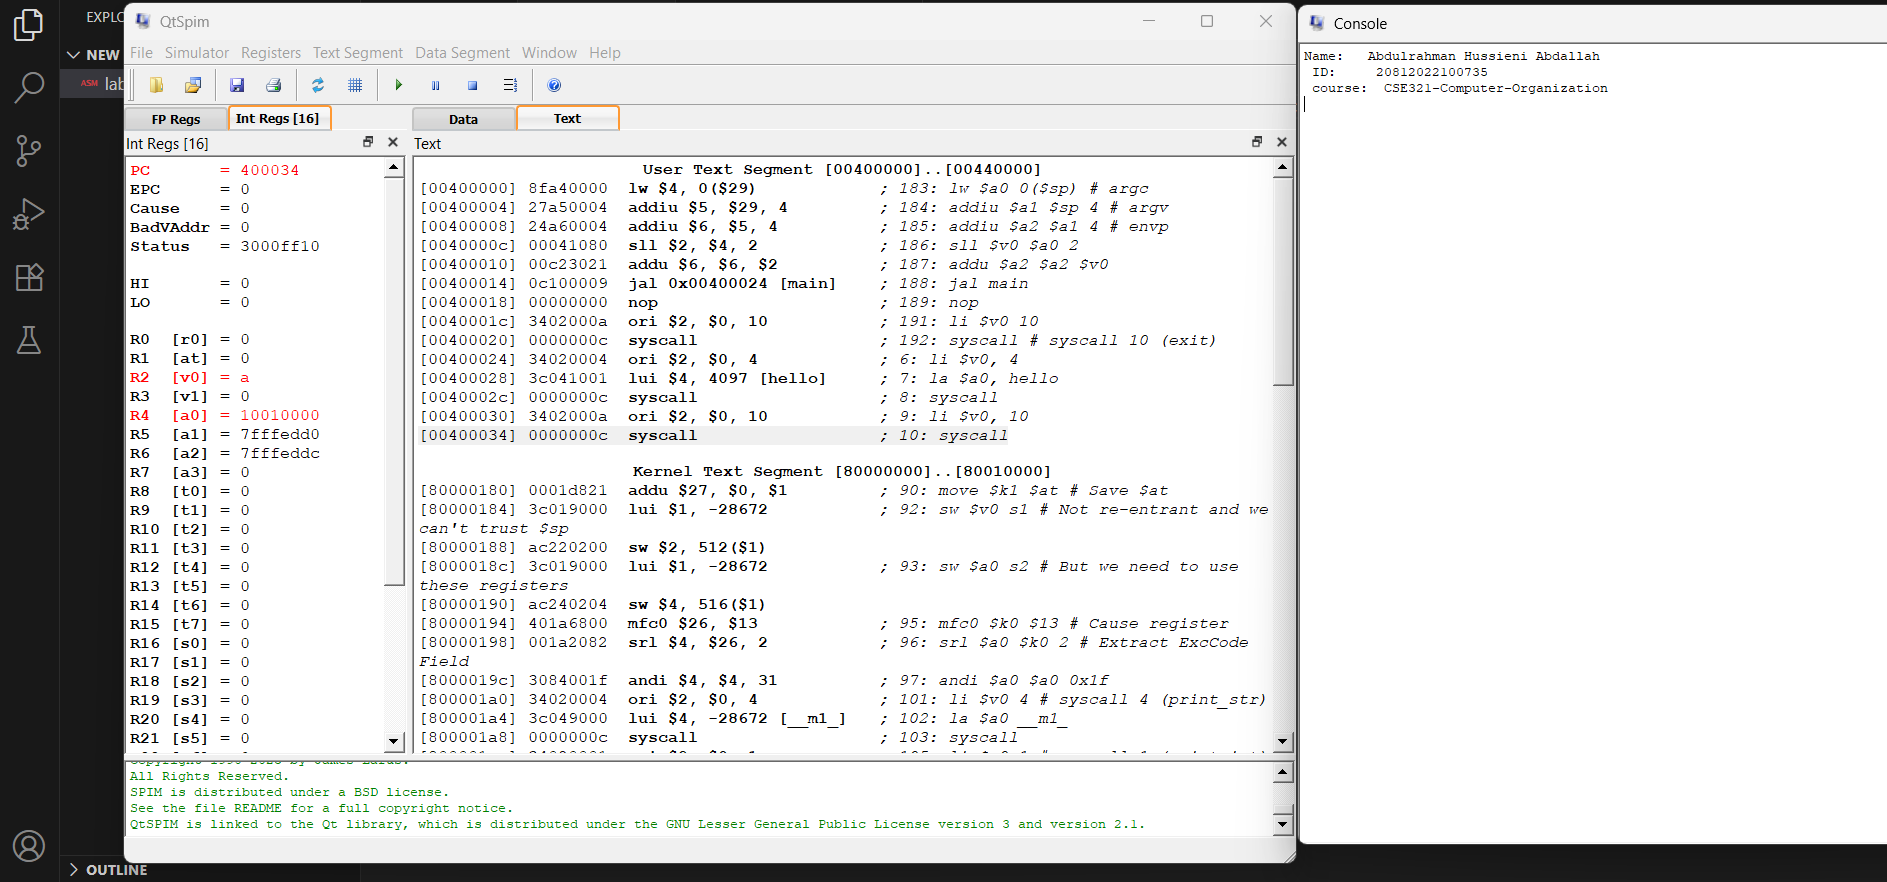 EXPLO
NEW
ASM lab
OUTLINE
QtSpim
File Simulator Registers Text Segment Data Segment Window Help
FP Regs Int Regs [16] Data Text
Int Regs [16]
PC = 400034
EPC = 0
Cause = 0
BadVAddr = 0
Status = 3000ff10
HI = 0
LO = 0
R0 [r0] = 0
R1 [at] = 0
R2 [v0] = a
R3 [v1] = 0
R4 [a0] = 10010000
R5 [a1] = 7fffedd0
R6 [a2] = 7fffeddc
R7 [a3] = 0
R8 [t0] = 0
R9 [t1] = 0
R10 [t2] = 0
R11 [t3] = 0
R12 [t4] = 0
R13 [t5] = 0
R14 [t6] = 0
R15 [t7] = 0
R16 [s0] = 0
R17 [s1] = 0
R18 [s2] = 0
R19 [s3] = 0
R20 [s4] = 0
R21 [s5] = 0
Text
User Text Segment [00400000]..[00440000]
[00400000] 8fa40000 lw $4, 0($29) ; 183: lw $a0 0($sp) # argc
[00400004] 27a50004 addiu $5, $29, 4 ; 184: addiu $a1 $sp 4 # argv
[00400008] 24a60004 addiu $6, $5, 4 ; 185: addiu $a2 $a1 4 # envp
[0040000c] 00041080 sll $2, $4, 2 ; 186: sll $v0 $a0 2
[00400010] 00c23021 addu $6, $6, $2 ; 187: addu $a2 $a2 $v0
[00400014] 0c100009 jal 0x00400024 [main] ; 188: jal main
[00400018] 00000000 nop ; 189: nop
[0040001c] 3402000a ori $2, $0, 10 ; 191: li $v0 10
[00400020] 0000000c syscall ; 192: syscall # syscall 10 (exit)
[00400024] 34020004 ori $2, $0, 4 ; 6: li $v0, 4
[00400028] 3c041001 lui $4, 4097 [hello] ; 7: la $a0, hello
[0040002c] 0000000c syscall ; 8: syscall
[00400030] 3402000a ori $2, $0, 10 ; 9: li $v0, 10
[00400034] 0000000c syscall ; 10: syscall
Kernel Text Segment [80000000]..[80010000]
[80000180] 0001d821 addu $27, $0, $1 ; 90: move $k1 $at # Save $at
[80000184] 3c019000 lui $1, -28672 ; 92: sw $v0 s1 # Not re-entrant and we
can't trust $sp
[80000188] ac220200 sw $2, 512($1)
[8000018c] 3c019000 lui $1, -28672 ; 93: sw $a0 s2 # But we need to use
these registers
[80000190] ac240204 sw $4, 516($1)
[80000194] 401a6800 mfc0 $26, $13 ; 95: mfc0 $k0 $13 # Cause register
[80000198] 001a2082 srl $4, $26, 2 ; 96: srl $a0 $k0 2 # Extract ExcCode
Field
[8000019c] 3084001f andi $4, $4, 31 ; 97: andi $a0 $a0 0x1f
[800001a0] 34020004 ori $2, $0, 4 ; 101: li $v0 4 # syscall 4 (print_str)
[800001a4] 3c049000 lui $4, -28672 [__m1_] ; 102: la $a0 __m1_
[800001a8] 0000000c syscall ; 103: syscall
All Rights Reserved.
SPIM is distributed under a BSD license.
See the file README for a full copyright notice.
QtSPIM is linked to the Qt library, which is distributed under the GNU Lesser General Public License version 3 and version 2.1.
Console
Name: Abdulrahman Hussieni Abdallah
ID: 20812022100735
course: CSE321-Computer-Organization